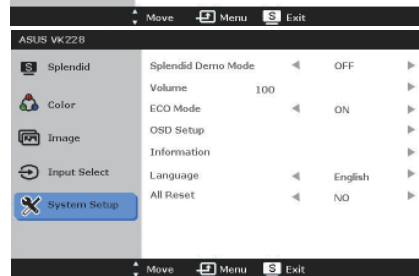 Move Menu S Exit
ASUS VK228
S Splendid
Color
Image
Input Select
System Setup
Splendid Demo Mode OFF
Volume 100
ECO Mode ON
OSD Setup
Information
Language English
All Reset NO
Move Menu S Exit